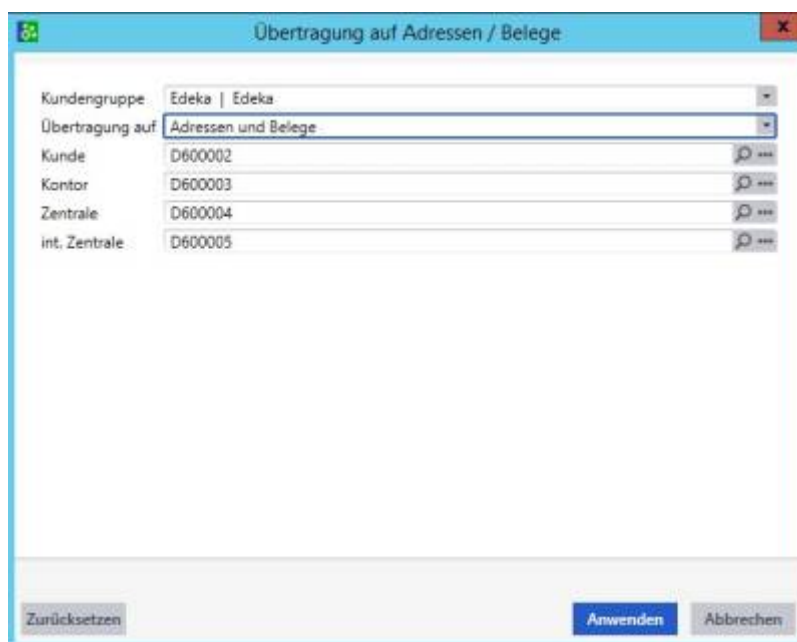 Übertragung auf Adressen / Belege
Kundengruppe Edeka | Edeka
Übertragung auf Adressen und Belege
Kunde D600002
Kontor D600003
Zentrale D600004
int. Zentrale D600005
Zurücksetzen Anwenden Abbrechen